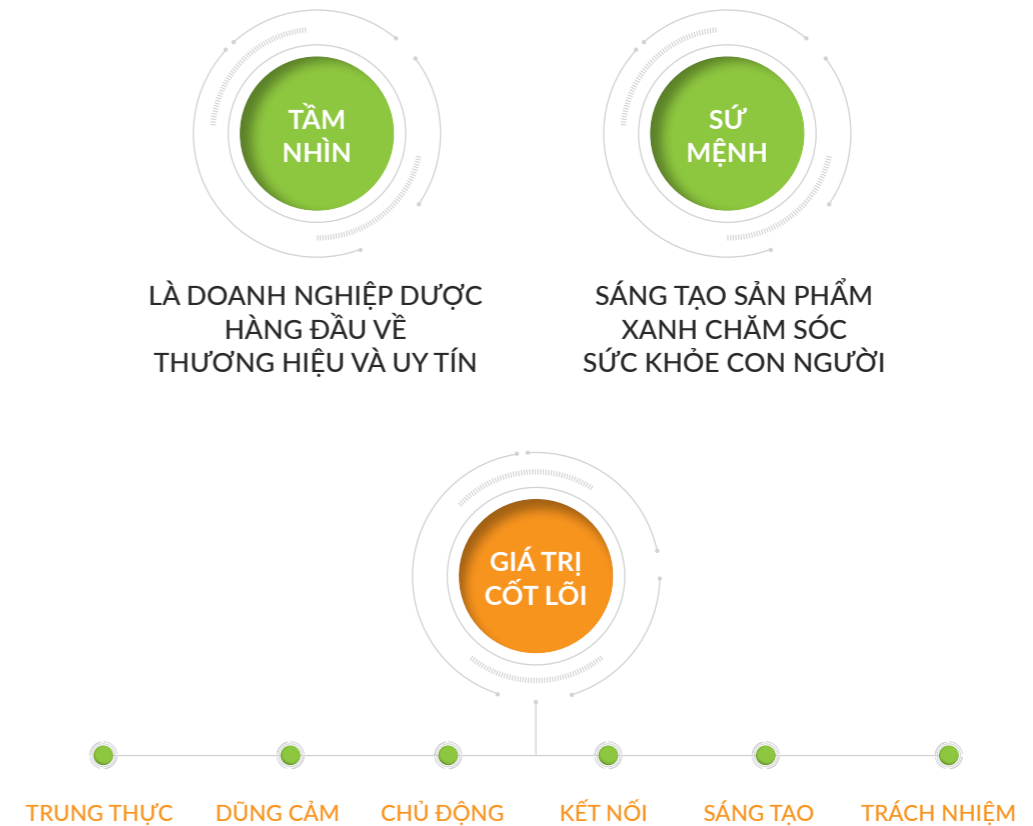 TẦM
NHÌN
LÀ DOANH NGHIỆP DƯỢC
HÀNG ĐẦU VỀ
THƯƠNG HIỆU VÀ UY TÍN
SỨ
MỆNH
SÁNG TẠO SẢN PHẨM
XANH CHĂM SÓC
SỨC KHỎE CON NGƯỜI
GIÁ TRỊ
CỐT LÕI
TRUNG THỰC
DŨNG CẢM
CHỦ ĐỘNG
KẾT NỐI
SÁNG TẠO
TRÁCH NHIỆM